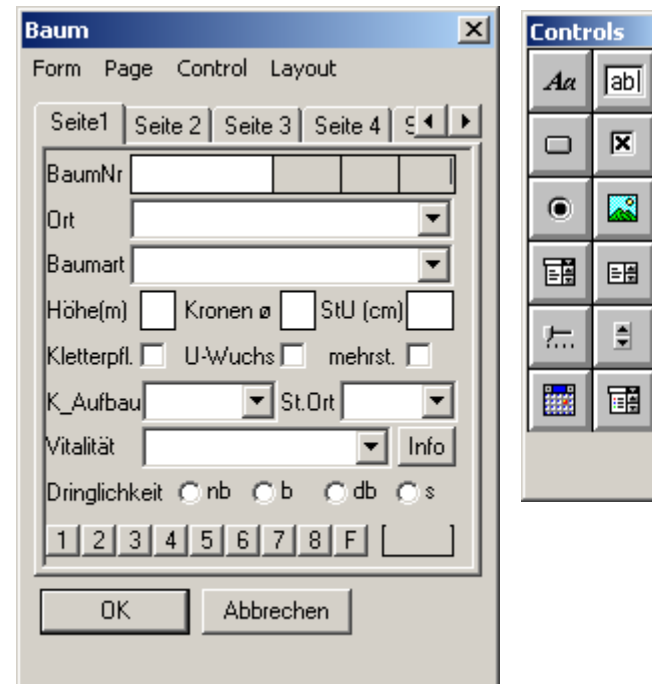 Baum
Form Page Control Layout
Seite1 Seite 2 Seite 3 Seite 4
BaumNr
Ort
Baumart
Höhe(m) Kronen ø StU (cm)
Kletterpfl. U-Wuchs mehrst.
K_Aufbau St.Ort
Vitalität Info
Dringlichkeit nb b db s
1 2 3 4 5 6 7 8 F
OK Abbrechen
Controls
Aa ab